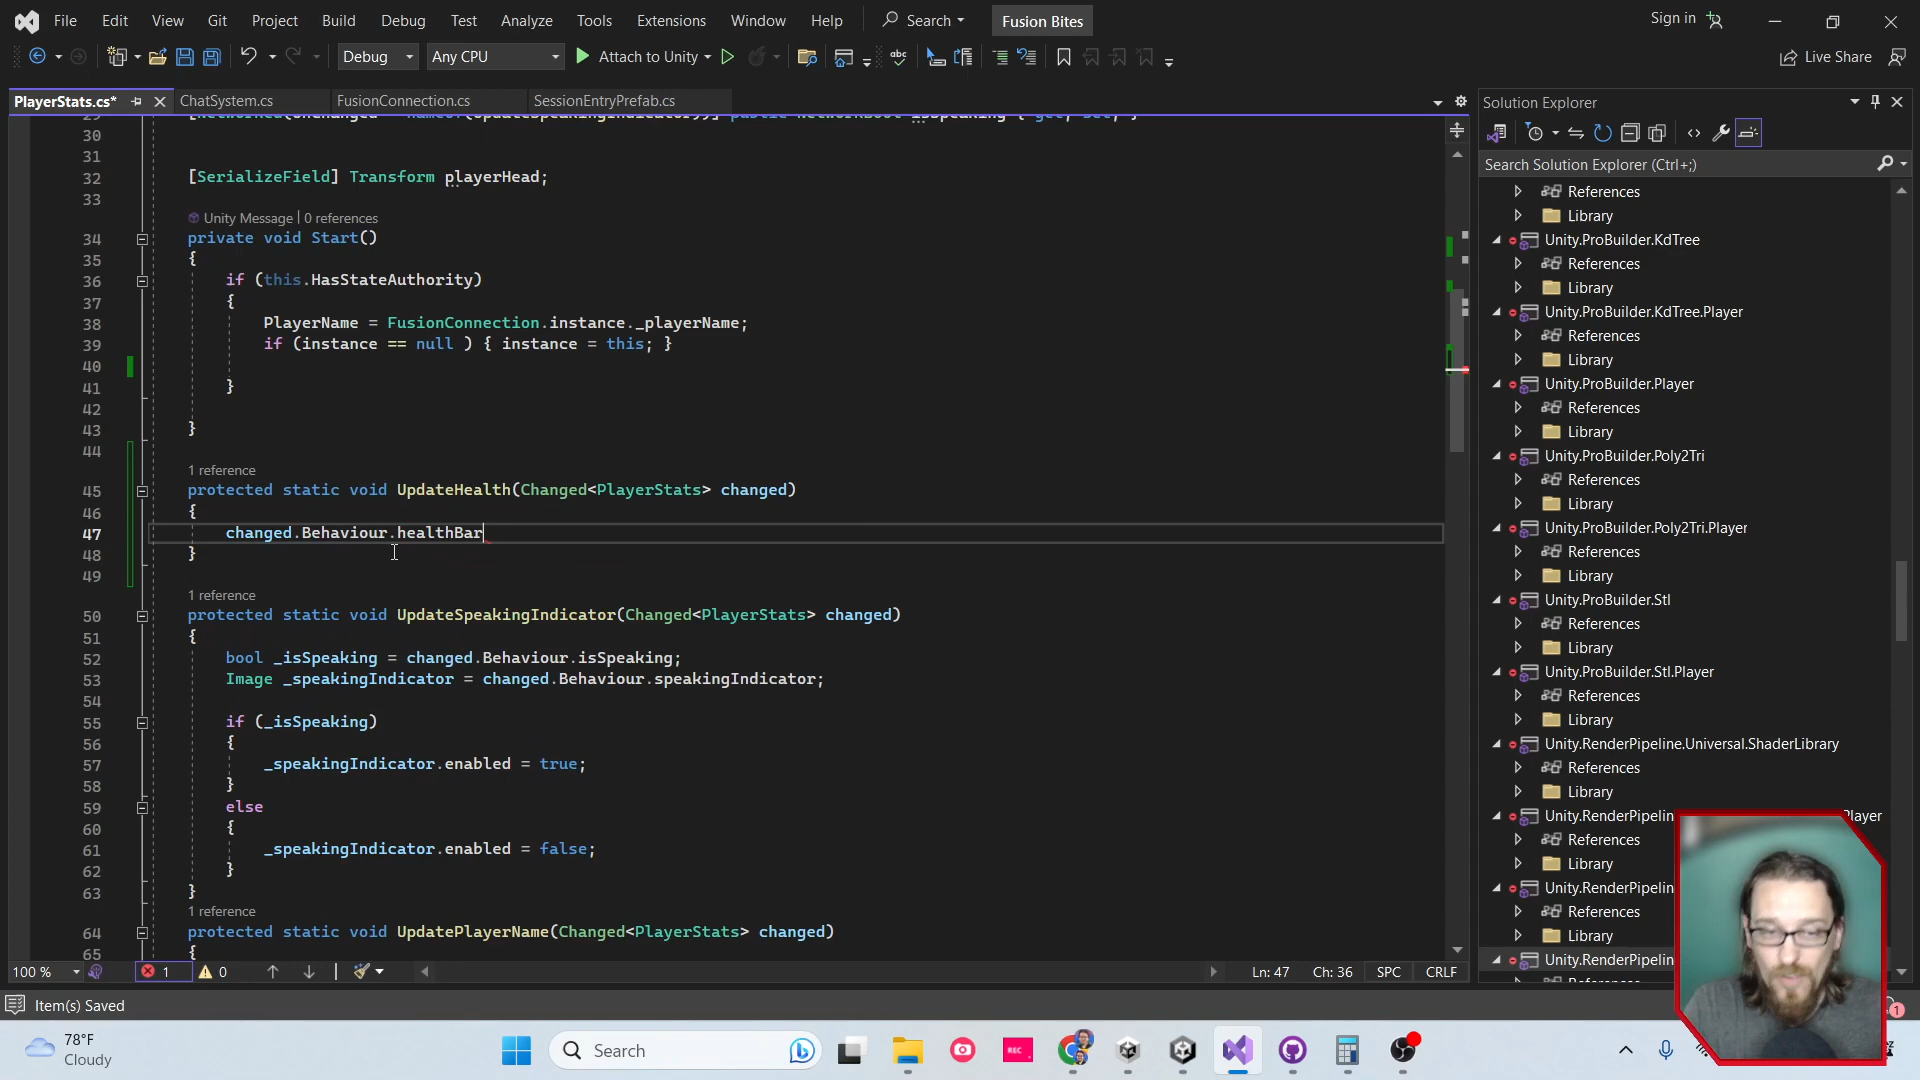 File Edit View Git Project Build Debug Test Analyze Tools Extensions Window Help Search Fusion Bites Sign in
Debug Any CPU Attach to Unity Live Share
PlayerStats.cs* ChatSystem.cs FusionConnection.cs SessionEntryPrefab.cs
30
31
32 [SerializeField] Transform playerHead;
33
Unity Message | 0 references
34 private void Start()
35 {
36 if (this.HasStateAuthority)
37 {
38 PlayerName = FusionConnection.instance._playerName;
39 if (instance == null ) { instance = this; }
40
41 }
42
43 }
44
1 reference
45 protected static void UpdateHealth(Changed<PlayerStats> changed)
46 {
47 changed.Behaviour.healthBar
48 }
49
1 reference
50 protected static void UpdateSpeakingIndicator(Changed<PlayerStats> changed)
51 {
52 bool _isSpeaking = changed.Behaviour.isSpeaking;
53 Image _speakingIndicator = changed.Behaviour.speakingIndicator;
54
55 if (_isSpeaking)
56 {
57 _speakingIndicator.enabled = true;
58 }
59 else
60 {
61 _speakingIndicator.enabled = false;
62 }
63 }
1 reference
64 protected static void UpdatePlayerName(Changed<PlayerStats> changed)
65 {
100 % 1 0 Ln: 47 Ch: 36 SPC CRLF
Solution Explorer
Search Solution Explorer (Ctrl+;)
References
Library
Unity.ProBuilder.KdTree
References
Library
Unity.ProBuilder.KdTree.Player
References
Library
Unity.ProBuilder.Player
References
Library
Unity.ProBuilder.Poly2Tri
References
Library
Unity.ProBuilder.Poly2Tri.Player
References
Library
Unity.ProBuilder.Stl
References
Library
Unity.ProBuilder.Stl.Player
References
Library
Unity.RenderPipeline.Universal.ShaderLibrary
References
Library
Unity.RenderPipelin layer
References
Library
Unity.RenderPipelin
References
Library
Unity.RenderPipelin
Item(s) Saved 1
78°F
Cloudy
Search
REC